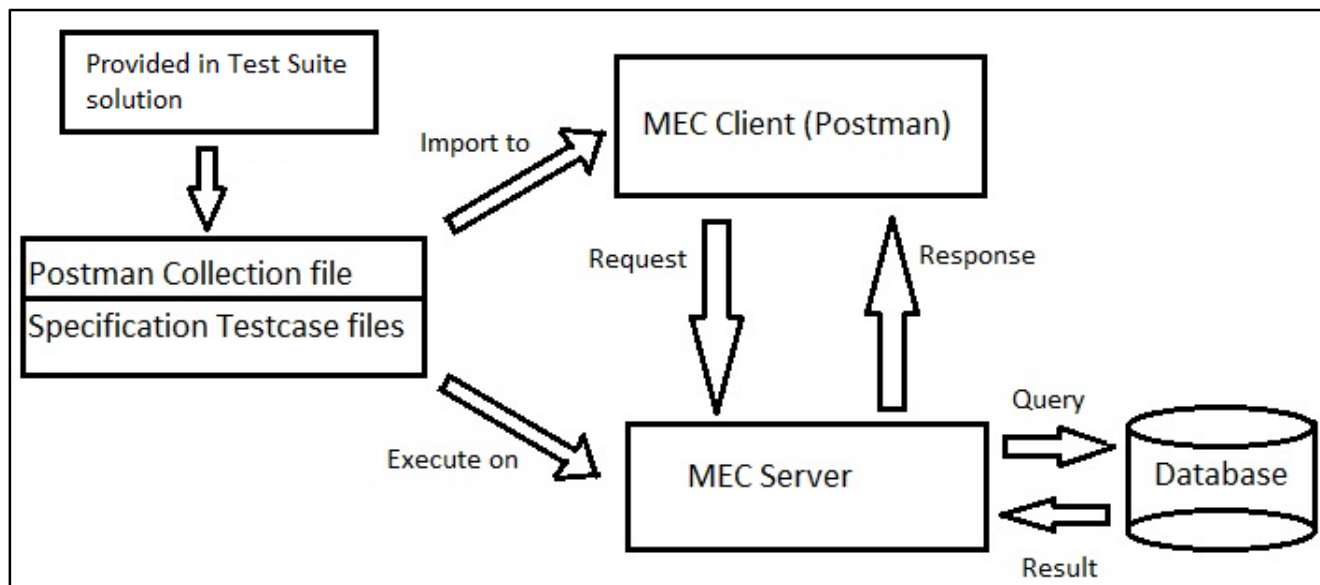 Provided in Test Suite
solution
Import to
MEC Client (Postman)
Postman Collection file
Specification Testcase files
Request
Response
Execute on
MEC Server
Query
Database
Result